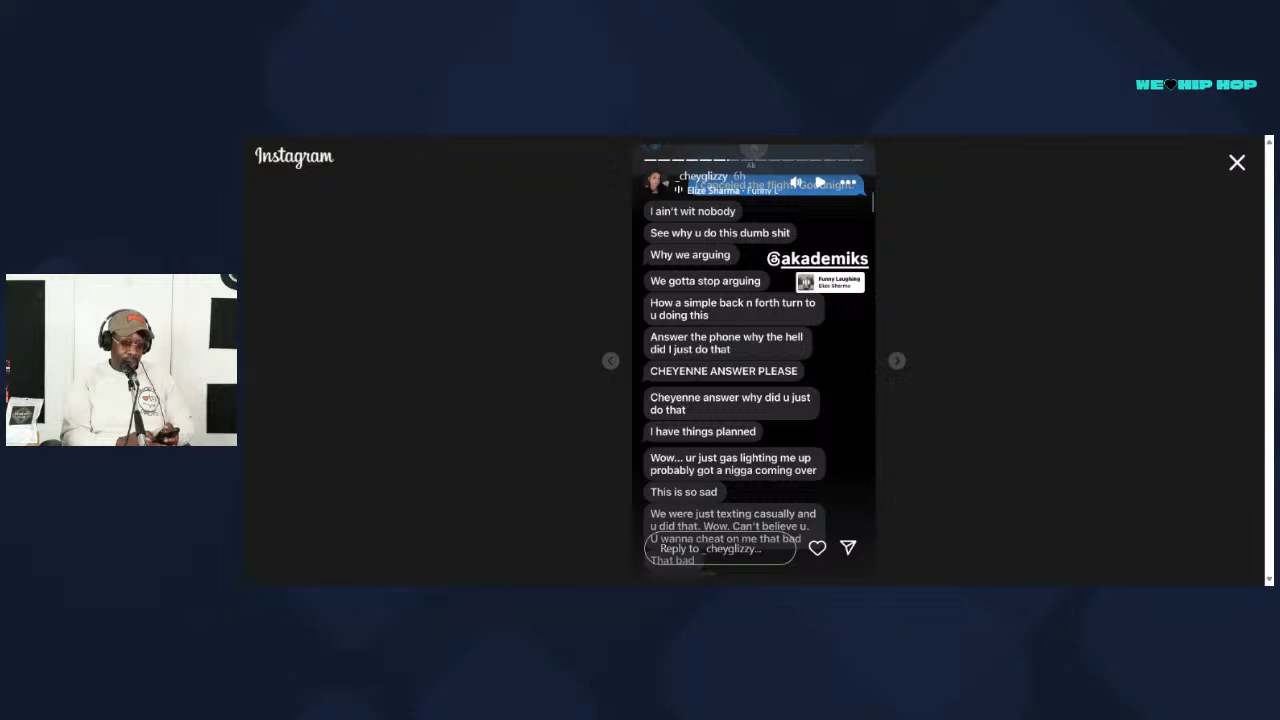 WE🖤HIP HOP
Instagram
Ak
_cheyglizzy 6h
I canceled the flight. Goodnight.
Elize Sharma · Funny L
I ain't wit nobody
See why u do this dumb shit
Why we arguing
@akademiks
We gotta stop arguing
Funny Laughing
Elize Sharma
How a simple back n forth turn to
u doing this
Answer the phone why the hell
did I just do that
CHEYENNE ANSWER PLEASE
Cheyenne answer why did u just
do that
I have things planned
Wow... ur just gas lighting me up
probably got a nigga coming over
This is so sad
We were just texting casually and
u did that. Wow. Can't believe u.
U wanna cheat on me that bad
Reply to _cheyglizzy...
That bad